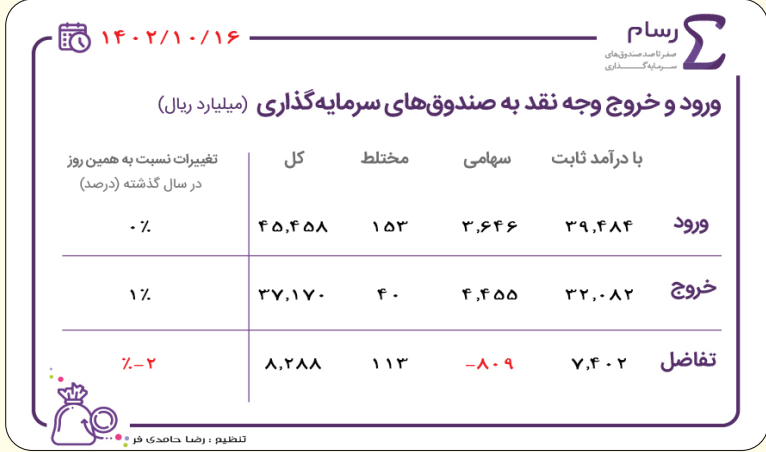 رسام
صفر تا صد صندوق‌های
سرمایه‌گذاری
۱۴۰۲/۱۰/۱۶
ورود و خروج وجه نقد به صندوق‌های سرمایه‌گذاری (میلیارد ریال)
با درآمد ثابت سهامی مختلط کل تغییرات نسبت به همین روز
در سال گذشته (درصد)
ورود ۳۹,۴۸۴ ۳,۶۴۶ ۱۵۳ ۴۵,۴۵۸ ۰٪
خروج ۳۲,۰۸۲ ۴,۴۵۵ ۴۰ ۳۷,۱۷۰ ۱٪
تفاضل ۷,۴۰۲ -۸۰۹ ۱۱۳ ۸,۲۸۸ ٪-۲
تنظیم : رضا حامدی فر